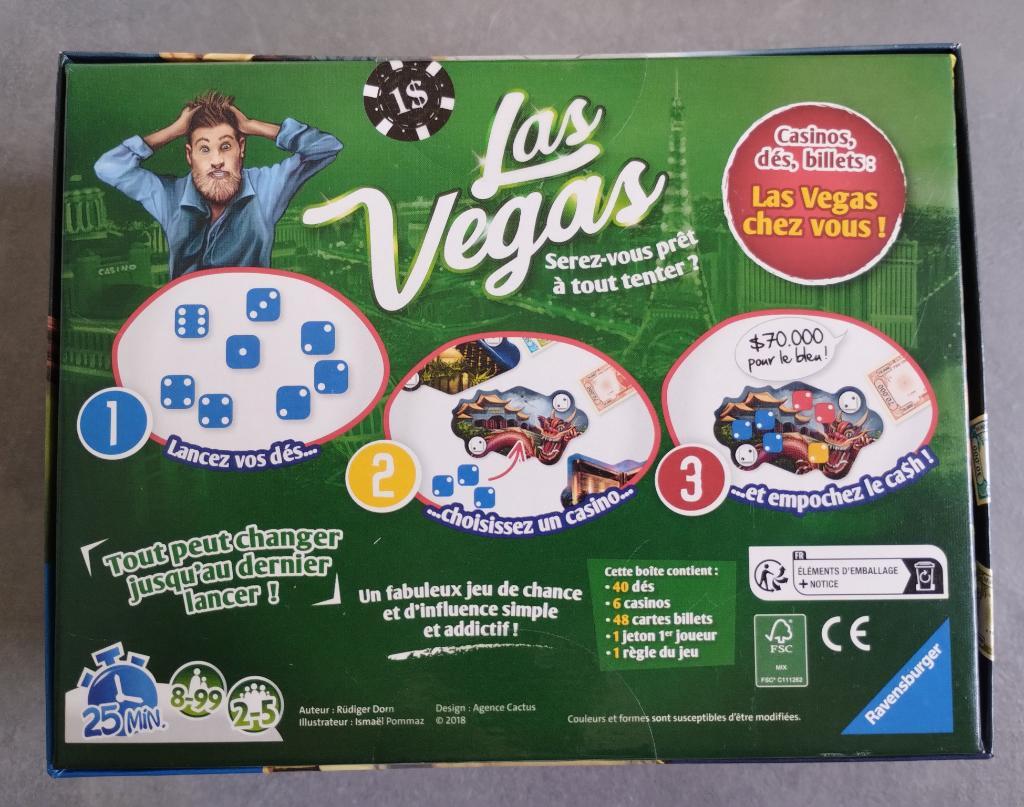 1$
Las
Vegas
Serez-vous prêt
à tout tenter ?
Casinos,
dés, billets :
Las Vegas
chez vous !
CASINO
1
Lancez vos dés...
2
...choisissez un casino...
$70.000
pour le bleu !
3
...et empochez le ca$h !
Tout peut changer
jusqu'au dernier
lancer !
Un fabuleux jeu de chance
et d'influence simple
et addictif !
Cette boîte contient :
• 40 dés
• 6 casinos
• 48 cartes billets
• 1 jeton 1er joueur
• 1 règle du jeu
FR
ÉLÉMENTS D'EMBALLAGE
+ NOTICE
FSC
MIX
FSC® C111262
CE
Ravensburger
25 MIN.
8-99
2-5
Auteur : Rüdiger Dorn
Illustrateur : Ismaël Pommaz
Design : Agence Cactus
© 2018
Couleurs et formes sont susceptibles d'être modifiées.